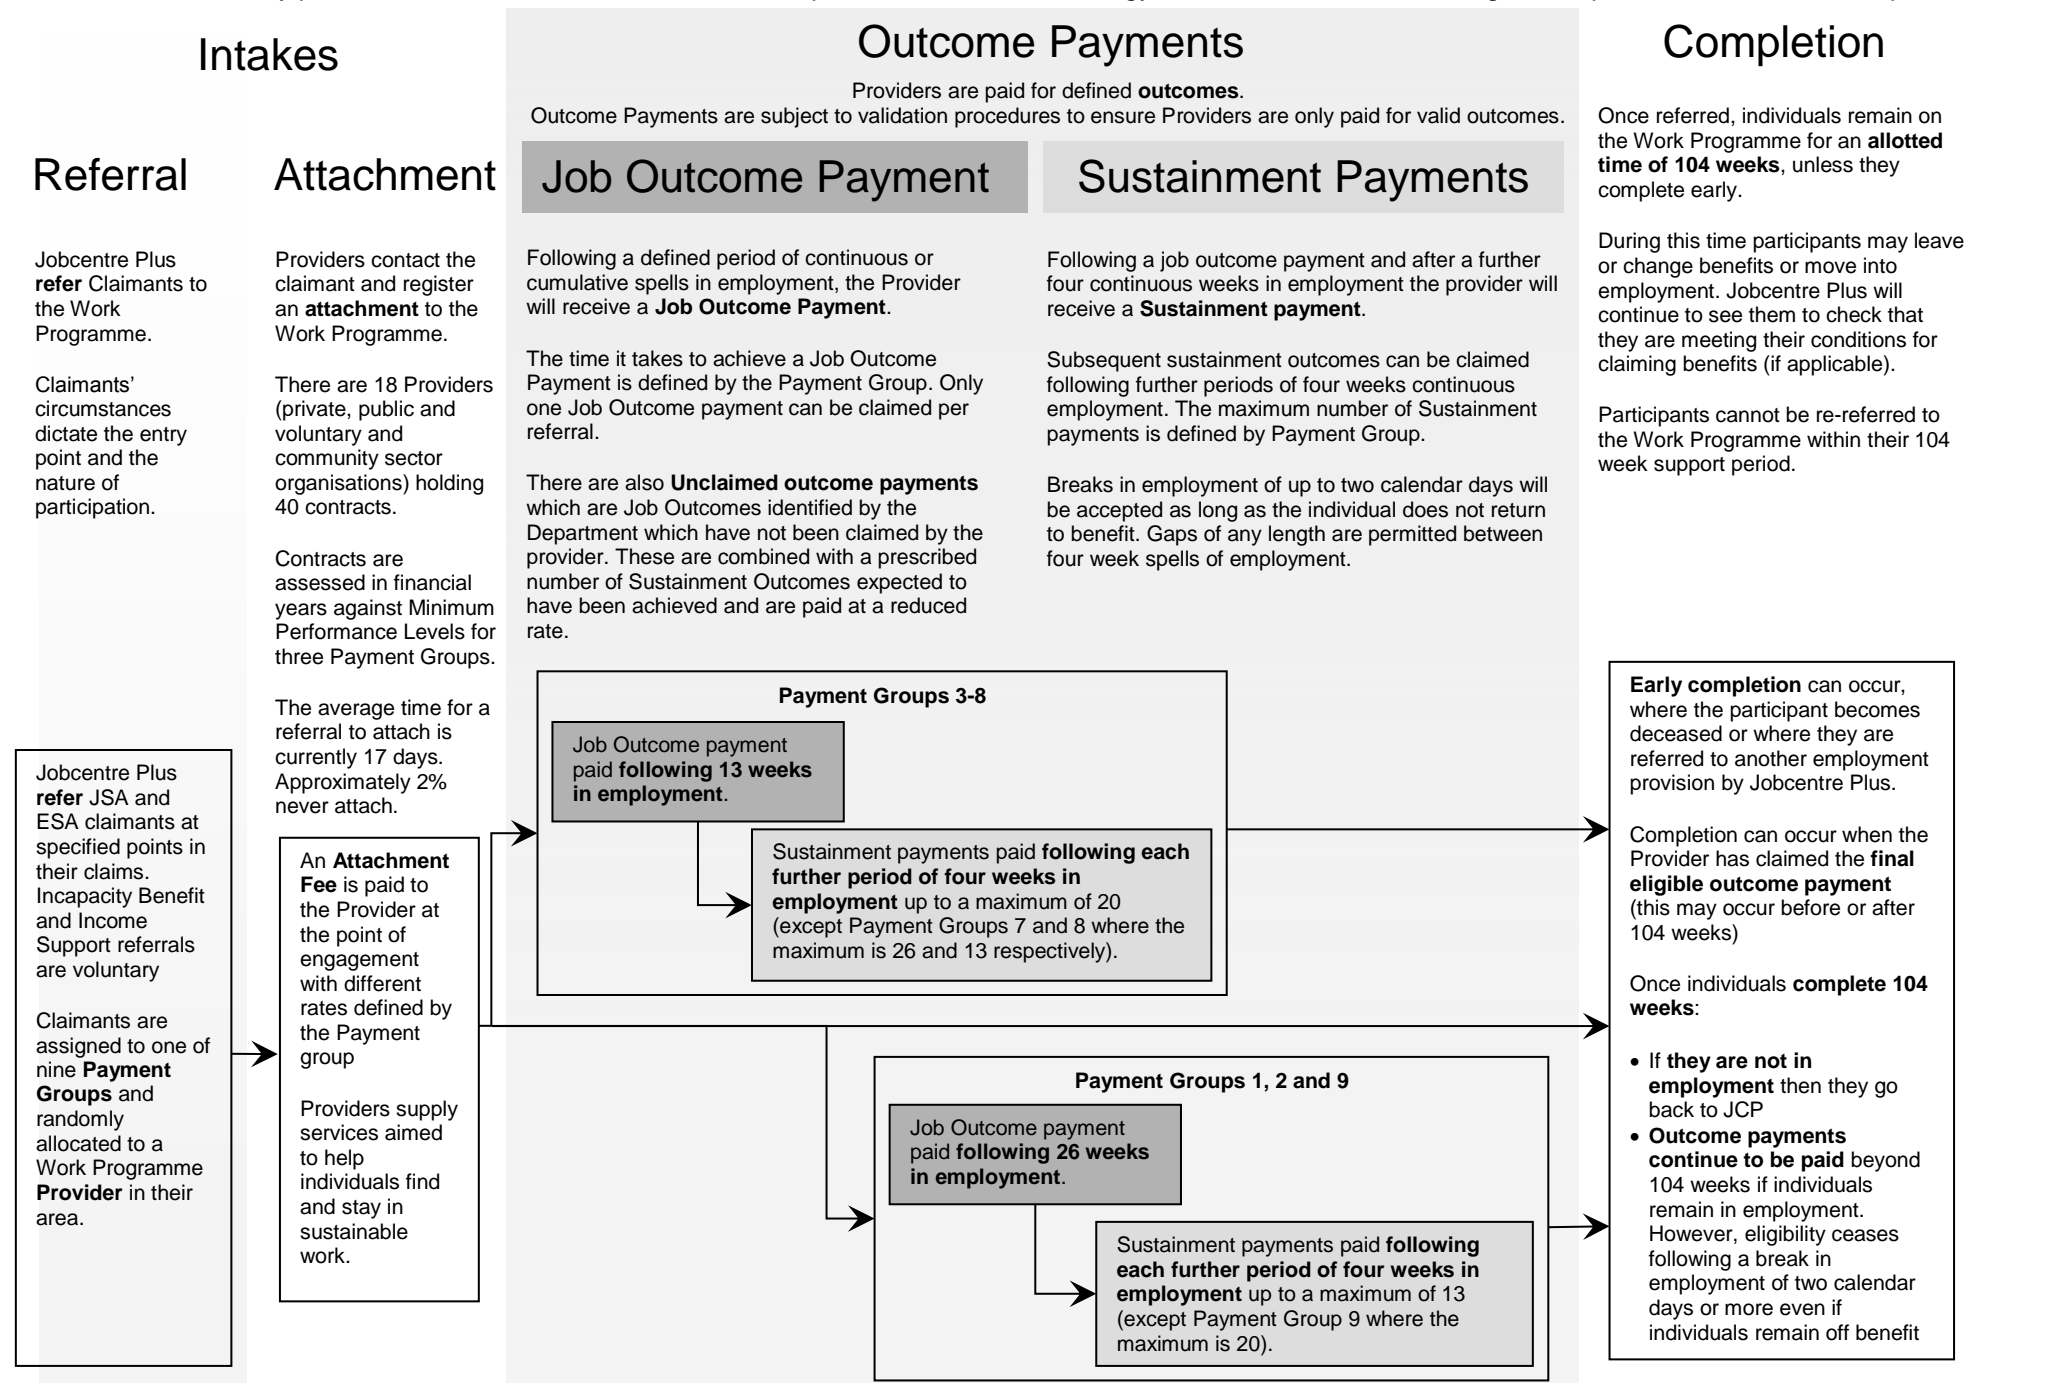 Intakes
Referral
Jobcentre Plus
refer Claimants to
the Work
Programme.
Claimants’
circumstances
dictate the entry
point and the
nature of
participation.
Jobcentre Plus
refer JSA and
ESA claimants at
specified points in
their claims.
Incapacity Benefit
and Income
Support referrals
are voluntary
Claimants are
assigned to one of
nine Payment
Groups and
randomly
allocated to a
Work Programme
Provider in their
area.
Attachment
Providers contact the
claimant and register
an attachment to the
Work Programme.
There are 18 Providers
(private, public and
voluntary and
community sector
organisations) holding
40 contracts.
Contracts are
assessed in financial
years against Minimum
Performance Levels for
three Payment Groups.
The average time for a
referral to attach is
currently 17 days.
Approximately 2%
never attach.
An Attachment
Fee is paid to
the Provider at
the point of
engagement
with different
rates defined by
the Payment
group
Providers supply
services aimed
to help
individuals find
and stay in
sustainable
work.
Outcome Payments
Providers are paid for defined outcomes.
Outcome Payments are subject to validation procedures to ensure Providers are only paid for valid outcomes.
Job Outcome Payment
Following a defined period of continuous or
cumulative spells in employment, the Provider
will receive a Job Outcome Payment.
The time it takes to achieve a Job Outcome
Payment is defined by the Payment Group. Only
one Job Outcome payment can be claimed per
referral.
There are also Unclaimed outcome payments
which are Job Outcomes identified by the
Department which have not been claimed by the
provider. These are combined with a prescribed
number of Sustainment Outcomes expected to
have been achieved and are paid at a reduced
rate.
Sustainment Payments
Following a job outcome payment and after a further
four continuous weeks in employment the provider will
receive a Sustainment payment.
Subsequent sustainment outcomes can be claimed
following further periods of four weeks continuous
employment. The maximum number of Sustainment
payments is defined by Payment Group.
Breaks in employment of up to two calendar days will
be accepted as long as the individual does not return
to benefit. Gaps of any length are permitted between
four week spells of employment.
Payment Groups 3-8
Job Outcome payment
paid following 13 weeks
in employment.
Sustainment payments paid following each
further period of four weeks in
employment up to a maximum of 20
(except Payment Groups 7 and 8 where the
maximum is 26 and 13 respectively).
Payment Groups 1, 2 and 9
Job Outcome payment
paid following 26 weeks
in employment.
Sustainment payments paid following
each further period of four weeks in
employment up to a maximum of 13
(except Payment Group 9 where the
maximum is 20).
Completion
Once referred, individuals remain on
the Work Programme for an allotted
time of 104 weeks, unless they
complete early.
During this time participants may leave
or change benefits or move into
employment. Jobcentre Plus will
continue to see them to check that
they are meeting their conditions for
claiming benefits (if applicable).
Participants cannot be re-referred to
the Work Programme within their 104
week support period.
Early completion can occur,
where the participant becomes
deceased or where they are
referred to another employment
provision by Jobcentre Plus.
Completion can occur when the
Provider has claimed the final
eligible outcome payment
(this may occur before or after
104 weeks)
Once individuals complete 104
weeks:
• If they are not in
employment then they go
back to JCP
• Outcome payments
continue to be paid beyond
104 weeks if individuals
remain in employment.
However, eligibility ceases
following a break in
employment of two calendar
days or more even if
individuals remain off benefit